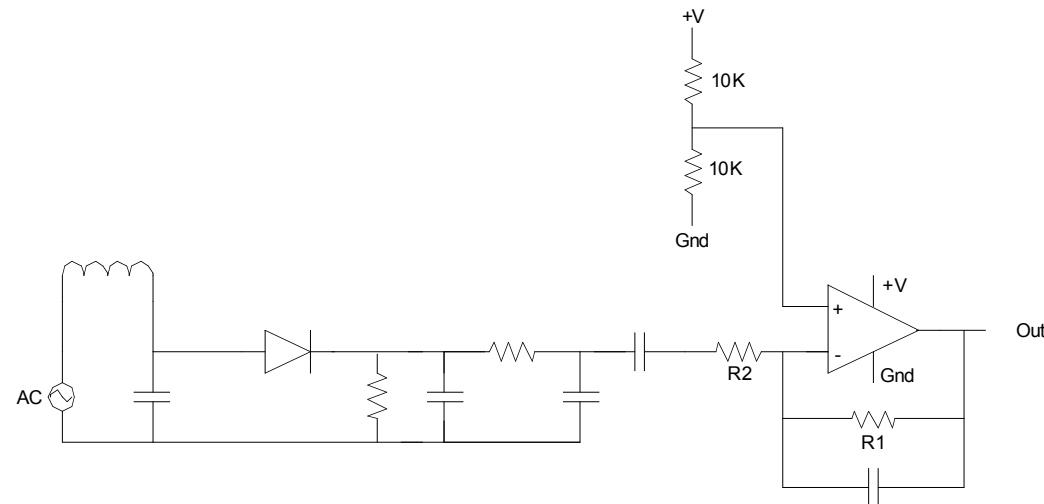 +V
10K
10K
Gnd
+V
+
Out
-
Gnd
R2
AC
R1